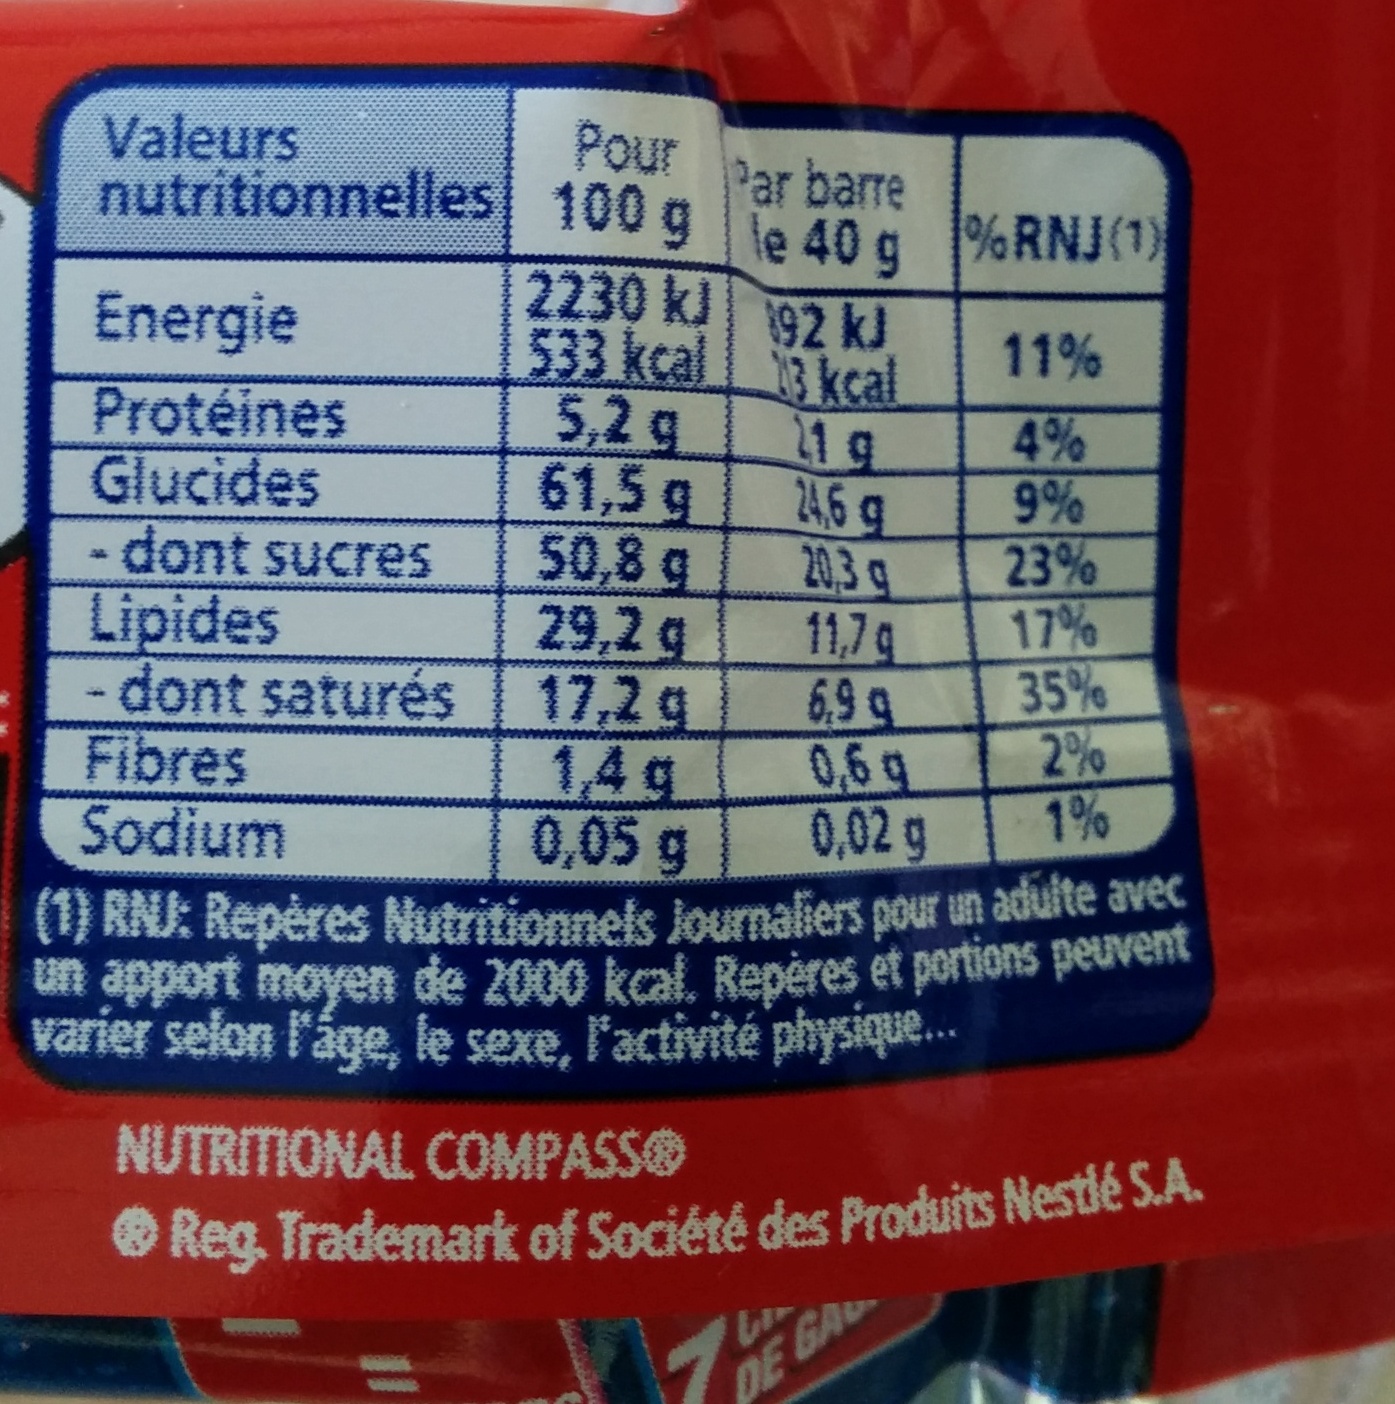 Valeurs nutritionnelles Pour 100 g Par barre de 40 g %RNJ(1)
Energie 2230 kJ 533 kcal 892 kJ 213 kcal 11%
Protéines 5,2 g 2,1 g 4%
Glucides 61,5 g 24,6 g 9%
- dont sucres 50,8 g 20,3 g 23%
Lipides 29,2 g 11,7 g 17%
- dont saturés 17,2 g 6,9 g 35%
Fibres 1,4 g 0,6 g 2%
Sodium 0,05 g 0,02 g 1%
(1) RNJ: Repères Nutritionnels Journaliers pour un adulte avec
un apport moyen de 2000 kcal. Repères et portions peuvent
varier selon l'âge, le sexe, l'activité physique...
NUTRITIONAL COMPASS®
® Reg. Trademark of Société des Produits Nestlé S.A.
7
DE